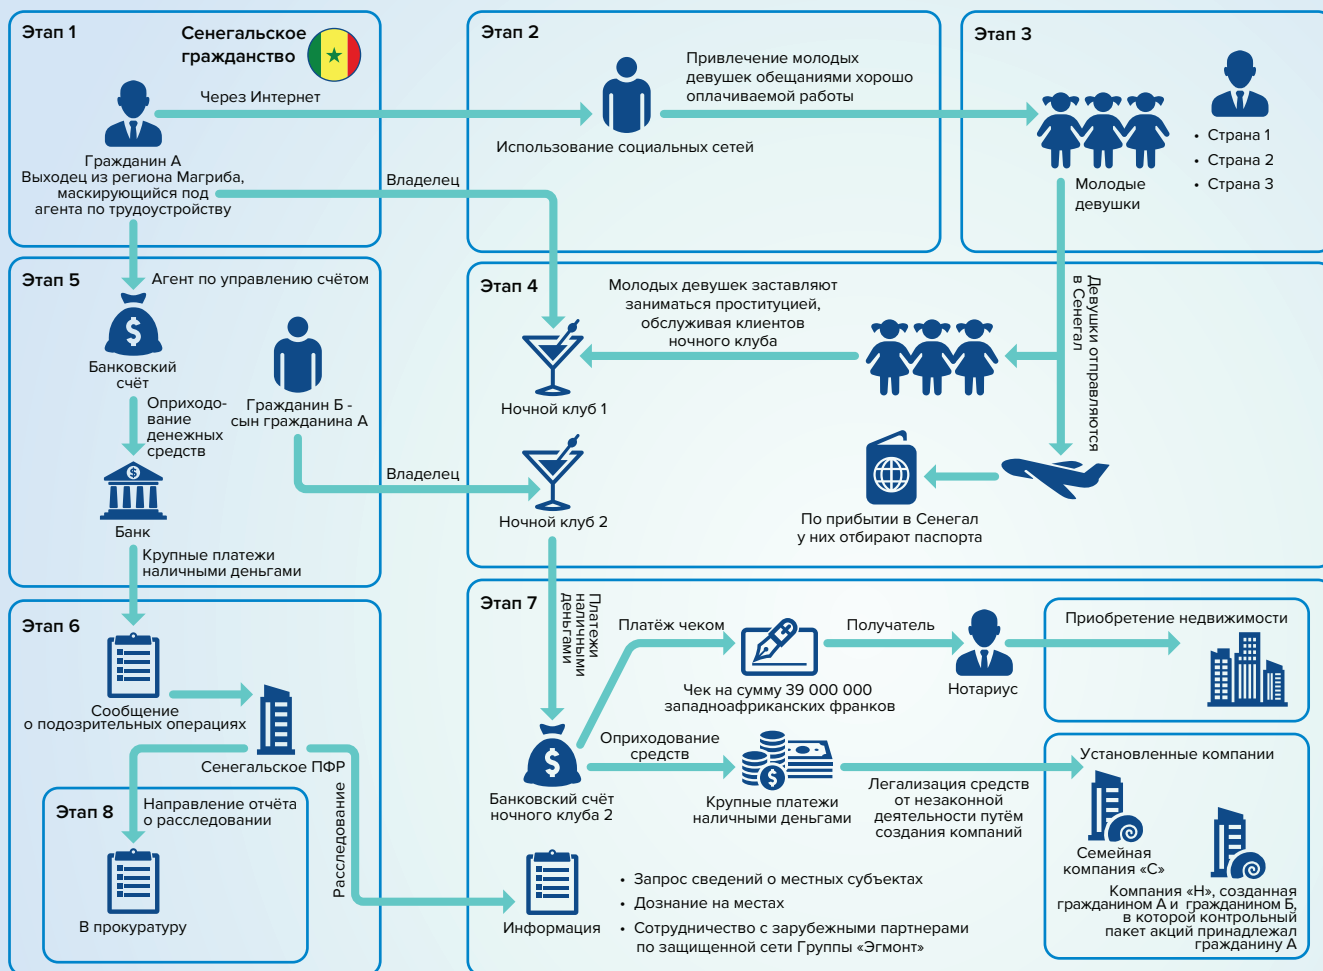 Этап 1
Сенегальское
гражданство
Через Интернет
Гражданин А
Выходец из региона Магриба,
маскирующийся под
агента по трудоустройству
Владелец
Этап 2
Привлечение молодых
девушек обещаниями хорошо
оплачиваемой работы
Использование социальных сетей
Этап 3
• Страна 1
• Страна 2
• Страна 3
Молодые
девушки
Этап 4
Молодых девушек заставляют
заниматься проституцией,
обслуживая клиентов
ночного клуба
Девушки отправляются
в Сенегал
Ночной клуб 1
Ночной клуб 2
По прибытии в Сенегал
у них отбирают паспорта
Этап 5
Агент по управлению счётом
$
Банковский
счёт
Оприходо-
вание
денежных
средств
Гражданин Б -
сын гражданина А
Владелец
$
Банк
Крупные платежи
наличными деньгами
Этап 6
Сообщение
о подозрительных операциях
Сенегальское ПФР
Расследование
Этап 8
Направление отчёта
о расследовании
В прокуратуру
Этап 7
Платежи
наличными
деньгами
Платёж чеком
Чек на сумму 39 000 000
западноафриканских франков
Получатель
Нотариус
Приобретение недвижимости
$
Банковский счёт
ночного клуба 2
Оприходование
средств
$
Крупные платежи
наличными деньгами
Легализация средств
от незаконной
деятельности путём
создания компаний
Установленные компании
Семейная
компания «С»
Компания «Н», созданная
гражданином А и гражданином Б,
в которой контрольный
пакет акций принадлежал
гражданину А
Информация
• Запрос сведений о местных субъектах
• Дознание на местах
• Сотрудничество с зарубежными партнерами
по защищенной сети Группы «Эгмонт»